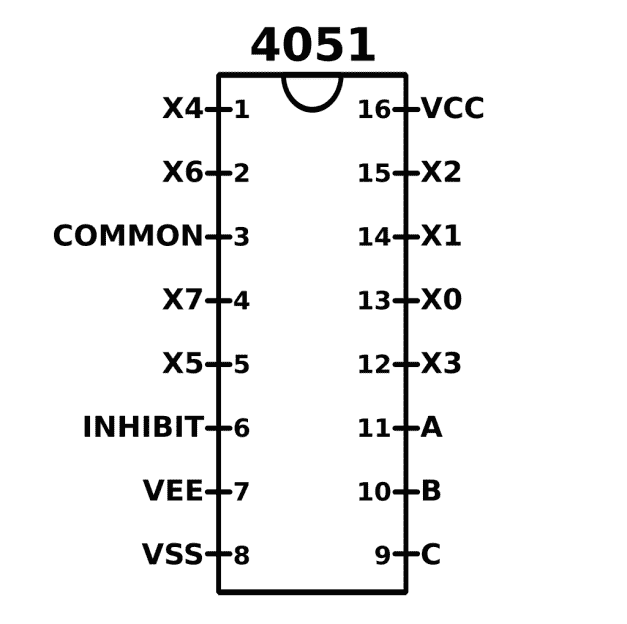 4051
X4 1 16 VCC
X6 2 15 X2
COMMON 3 14 X1
X7 4 13 X0
X5 5 12 X3
INHIBIT 6 11 A
VEE 7 10 B
VSS 8 9 C